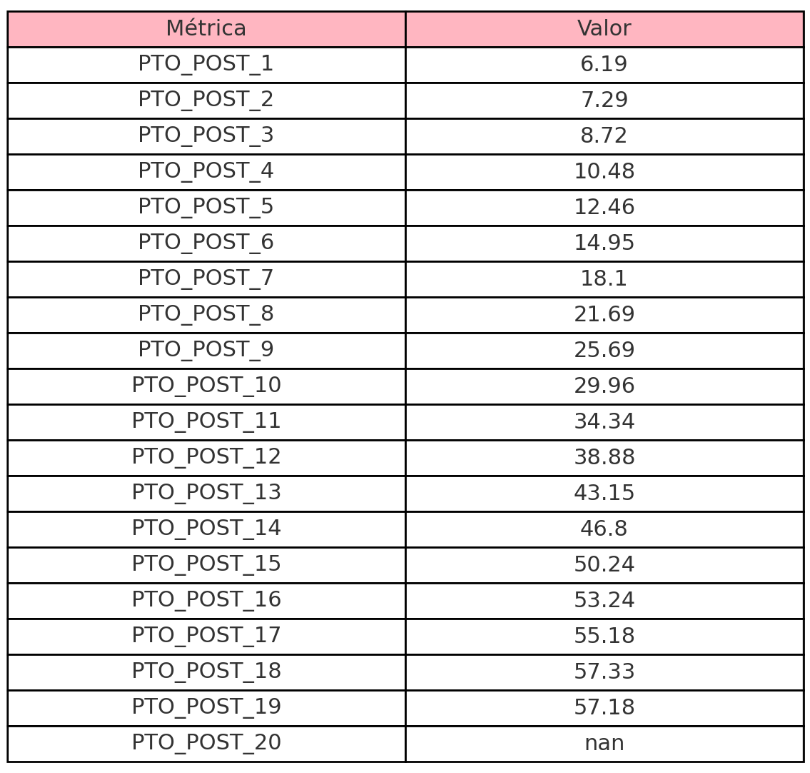 Métrica Valor
PTO_POST_1 6.19
PTO_POST_2 7.29
PTO_POST_3 8.72
PTO_POST_4 10.48
PTO_POST_5 12.46
PTO_POST_6 14.95
PTO_POST_7 18.1
PTO_POST_8 21.69
PTO_POST_9 25.69
PTO_POST_10 29.96
PTO_POST_11 34.34
PTO_POST_12 38.88
PTO_POST_13 43.15
PTO_POST_14 46.8
PTO_POST_15 50.24
PTO_POST_16 53.24
PTO_POST_17 55.18
PTO_POST_18 57.33
PTO_POST_19 57.18
PTO_POST_20 nan